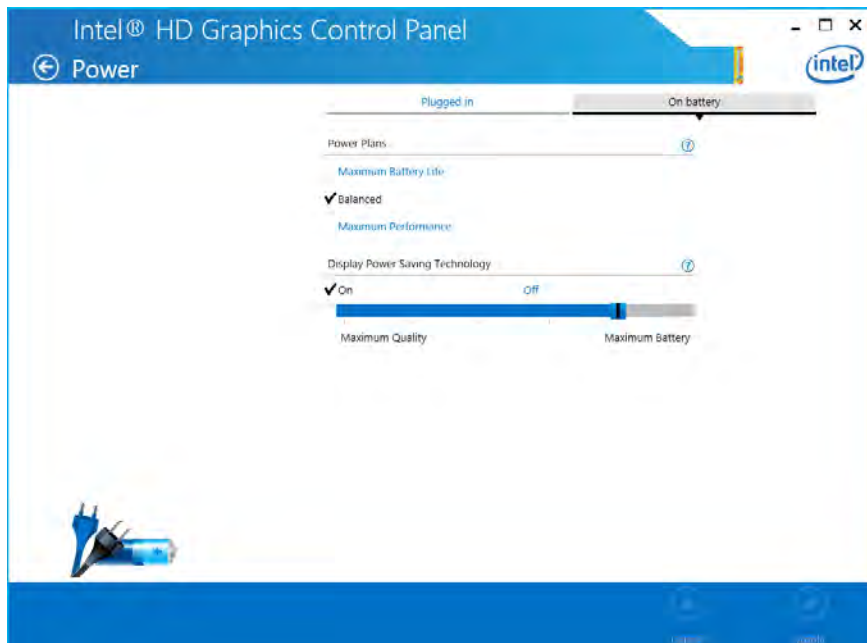 Intel® HD Graphics Control Panel
Power
intel
Plugged in
On battery
Power Plans
?
Maximum Battery Life
Balanced
Maximum Performance
Display Power Saving Technology
?
On
Off
Maximum Quality
Maximum Battery